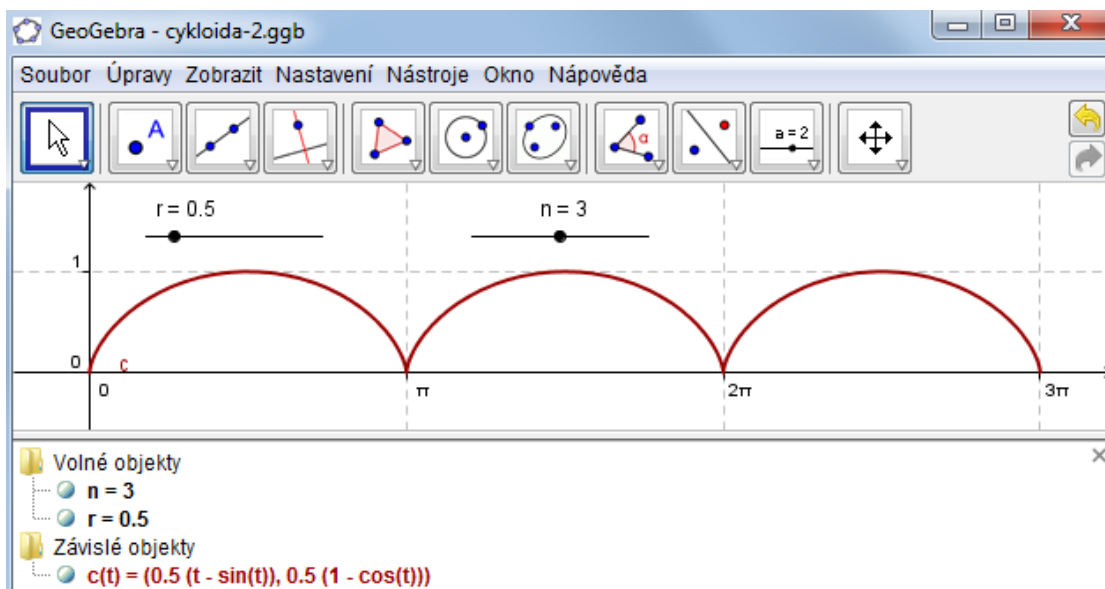 GeoGebra - cykloida-2.ggb
Soubor Úpravy Zobrazit Nastavení Nástroje Okno Nápověda
A
α
a = 2
r = 0.5
n = 3
1
0
c
0
π
2π
3π
Volné objekty
n = 3
r = 0.5
Závislé objekty
c(t) = (0.5 (t - sin(t)), 0.5 (1 - cos(t)))